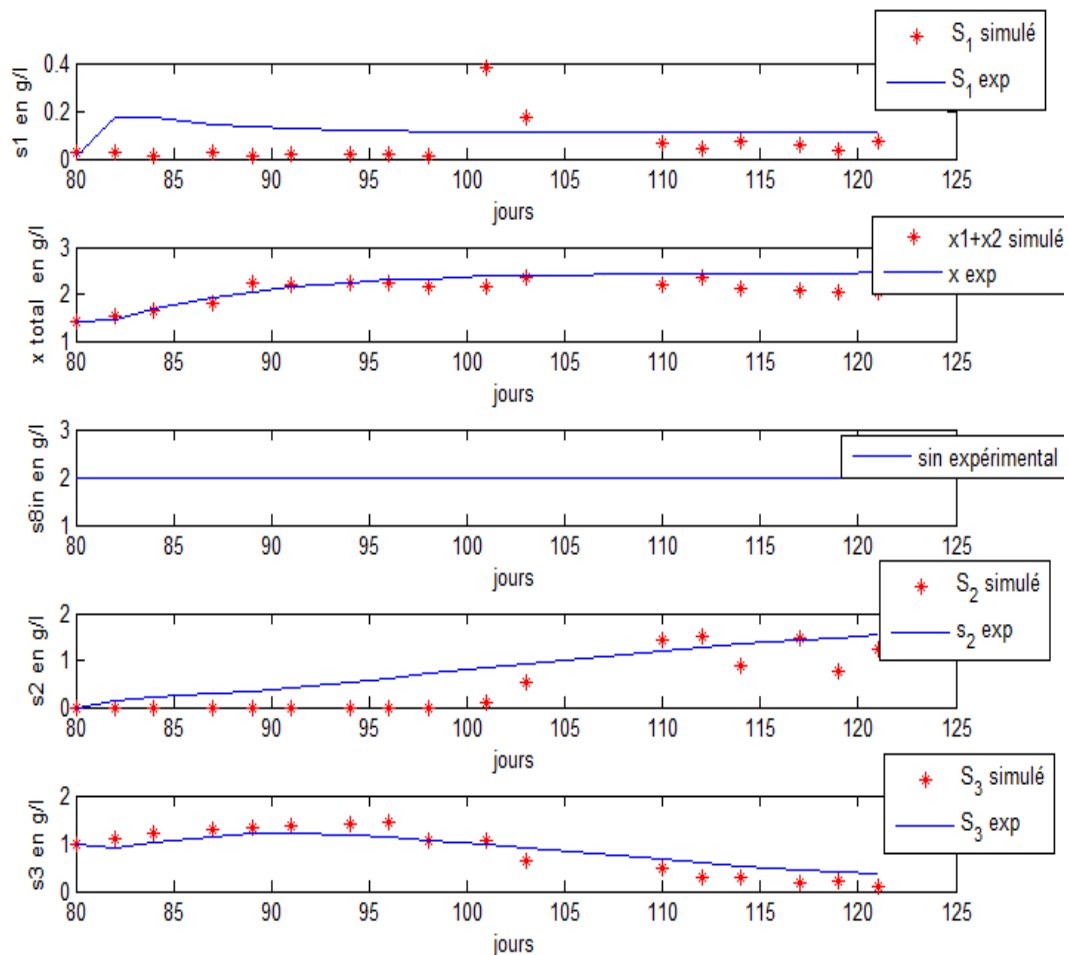 S1 simulé
S1 exp
s1 en g/l
0.4
0.2
0
80 85 90 95 100 105 110 115 120 125
jours
x1+x2 simulé
x exp
x total en g/l
3
2
1
80 85 90 95 100 105 110 115 120 125
jours
sin expérimental
s8in en g/l
3
2
1
80 85 90 95 100 105 110 115 120 125
S2 simulé
s2 exp
s2 en g/l
2
1
0
80 85 90 95 100 105 110 115 120 125
jours
S3 simulé
S3 exp
s3 en g/l
2
1
0
80 85 90 95 100 105 110 115 120 125
jours